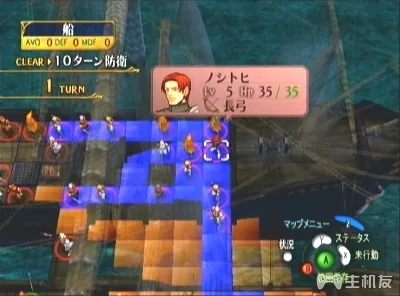 船
AVO 0 DEF 0 MDF 0
CLEAR▶10ターン防衛
1 TURN
ノシトヒ
Lv 5 Hp 35 / 35
長弓
マップメニュー
ステータス
状況
未行動
A
B
生机友